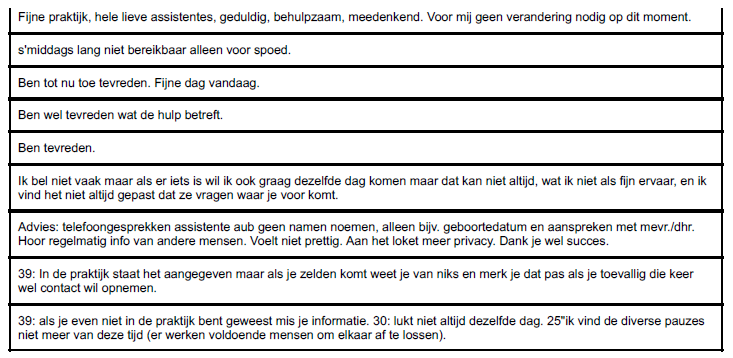 Fijne praktijk, hele lieve assistentes, geduldig, behulpzaam, meedenkend. Voor mij geen verandering nodig op dit moment.
s'middags lang niet bereikbaar alleen voor spoed.
Ben tot nu toe tevreden. Fijne dag vandaag.
Ben wel tevreden wat de hulp betreft.
Ben tevreden.
Ik bel niet vaak maar als er iets is wil ik ook graag dezelfde dag komen maar dat kan niet altijd, wat ik niet als fijn ervaar, en ik
vind het niet altijd gepast dat ze vragen waar je voor komt.
Advies: telefoongesprekken assistente aub geen namen noemen, alleen bijv. geboortedatum en aanspreken met mevr./dhr.
Hoor regelmatig info van andere mensen. Voelt niet prettig. Aan het loket meer privacy. Dank je wel succes.
39: In de praktijk staat het aangegeven maar als je zelden komt weet je van niks en merk je dat pas als je toevallig die keer
wel contact wil opnemen.
39: als je even niet in de praktijk bent geweest mis je informatie. 30: lukt niet altijd dezelfde dag. 25"ik vind de diverse pauzes
niet meer van deze tijd (er werken voldoende mensen om elkaar af te lossen).